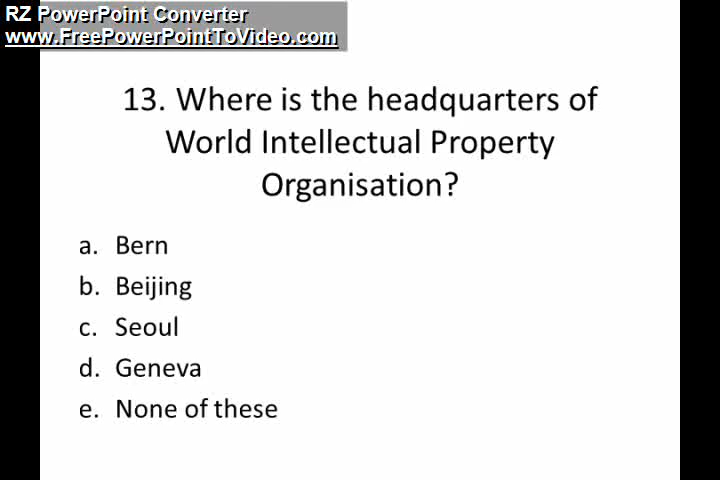 RZ PowerPoint Converter
www.FreePowerPointToVideo.com
13. Where is the headquarters of
World Intellectual Property
Organisation?
a. Bern
b. Beijing
c. Seoul
d. Geneva
e. None of these